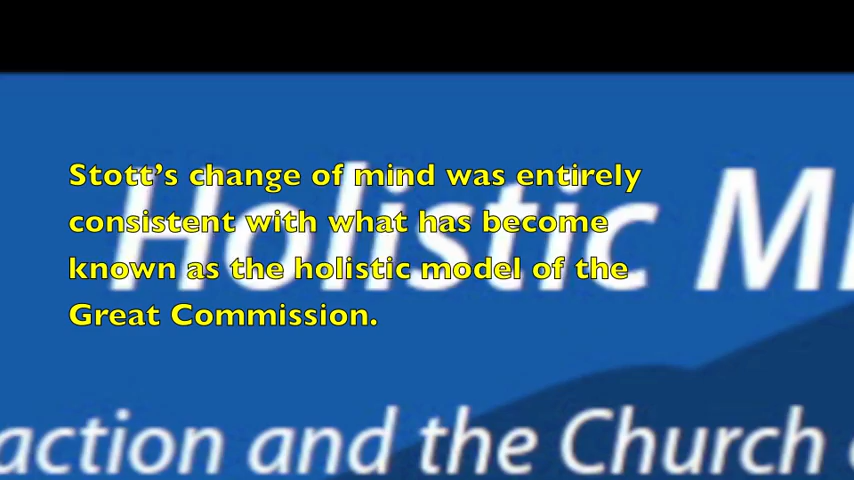 Stott’s change of mind was entirely
consistent with what has become
known as the holistic model of the
Great Commission.
Holistic
action and the Church